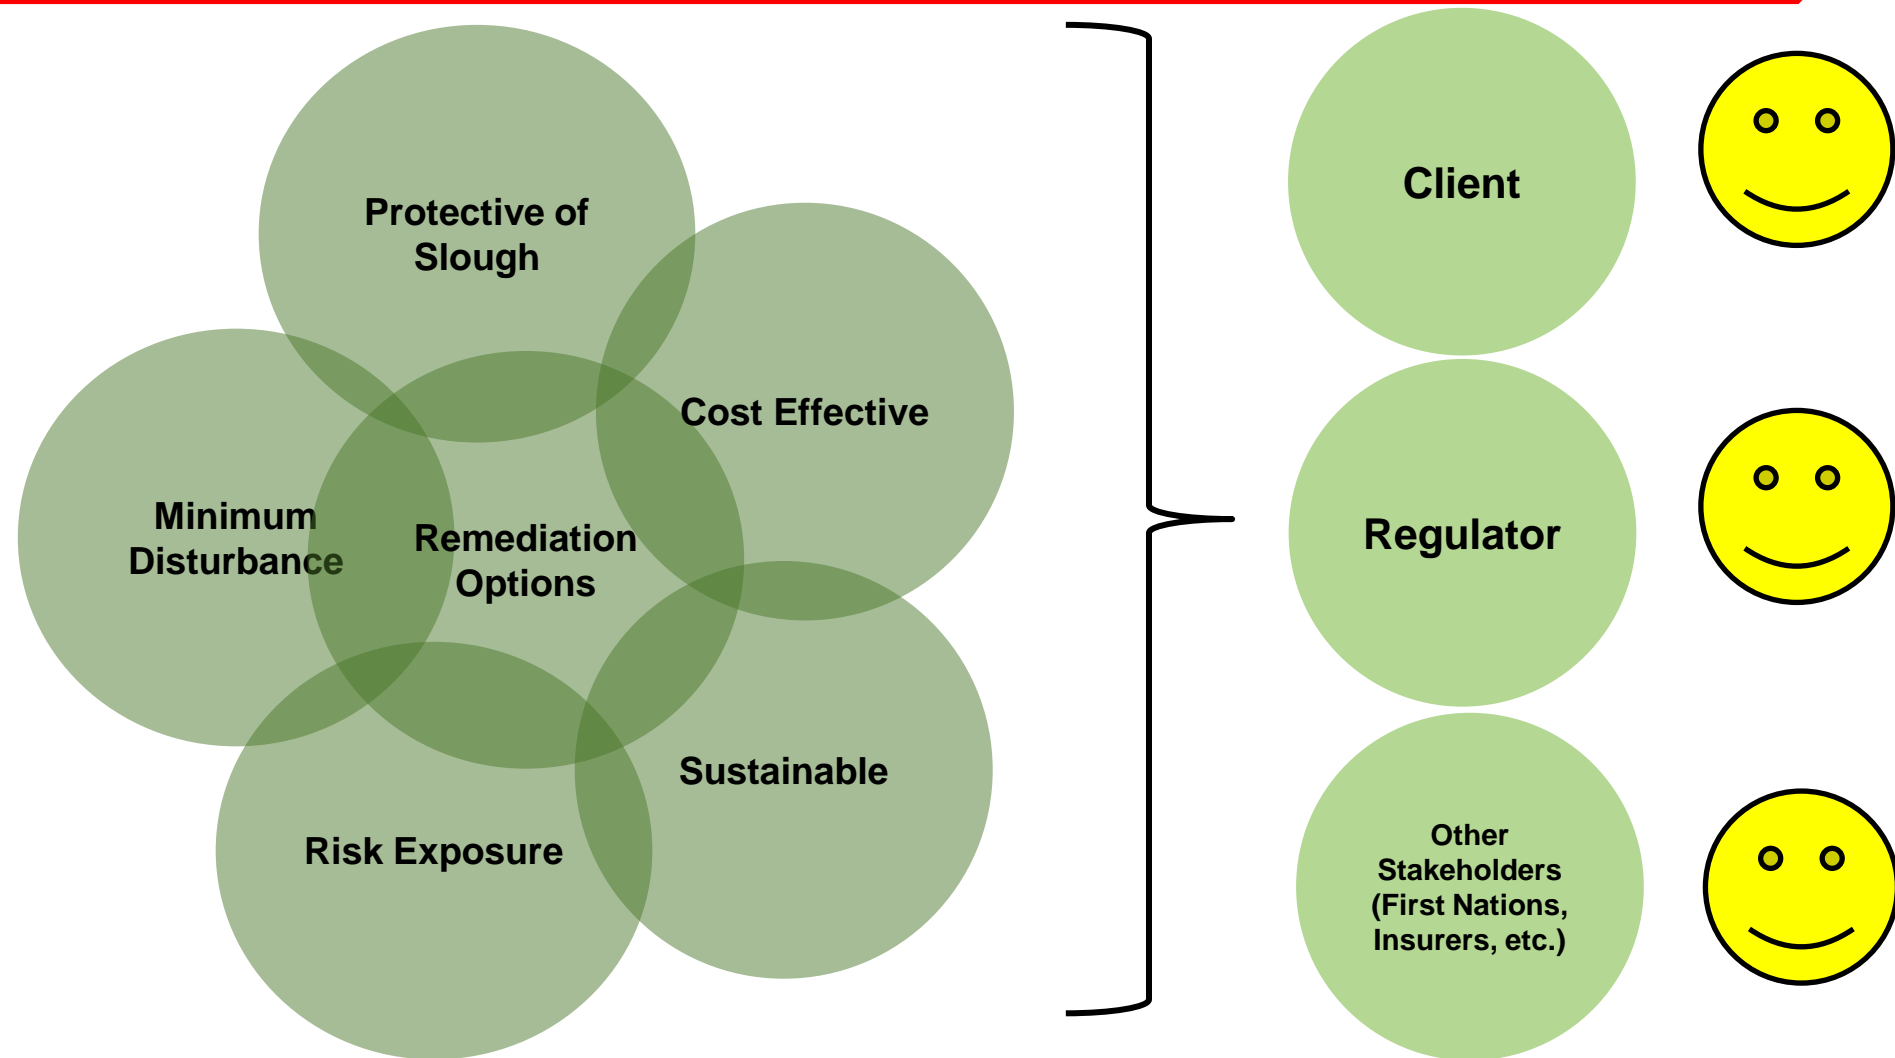 Protective of
Slough
Cost Effective
Minimum
Disturbance
Remediation
Options
Sustainable
Risk Exposure
Client
Regulator
Other
Stakeholders
(First Nations,
Insurers, etc.)